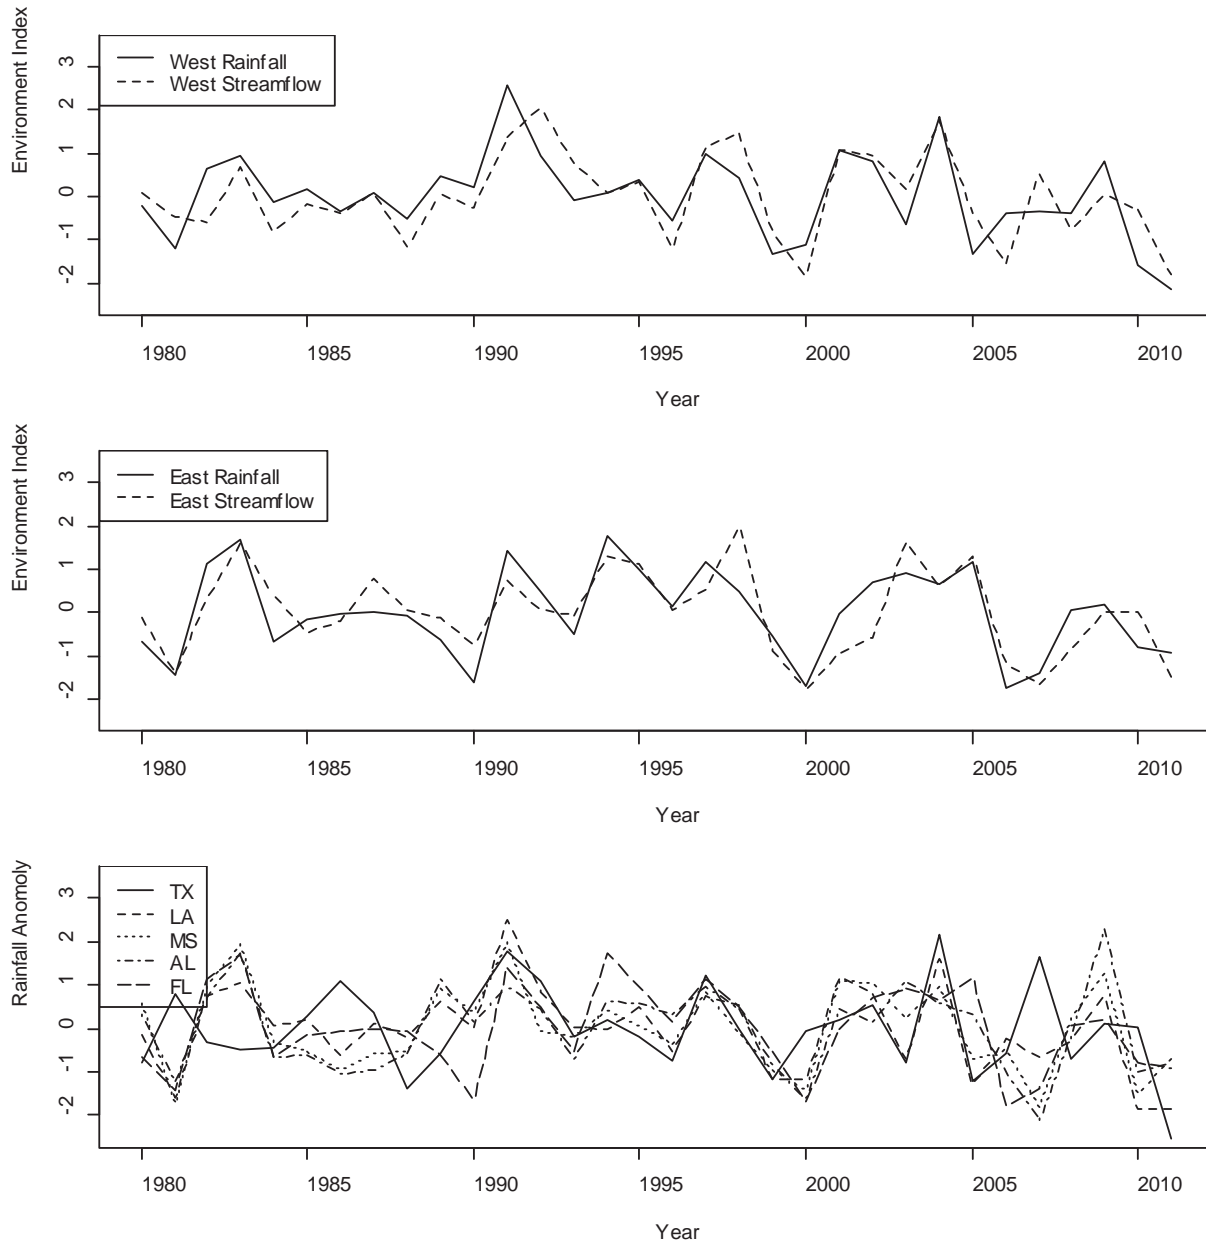 Environment Index
3
2
1
0
-1
-2
West Rainfall
West Streamflow
1980 1985 1990 1995 2000 2005 2010
Year
Environment Index
3
2
1
0
-1
-2
East Rainfall
East Streamflow
1980 1985 1990 1995 2000 2005 2010
Year
Rainfall Anomoly
3
2
1
0
-1
-2
TX
LA
MS
AL
FL
1980 1985 1990 1995 2000 2005 2010
Year